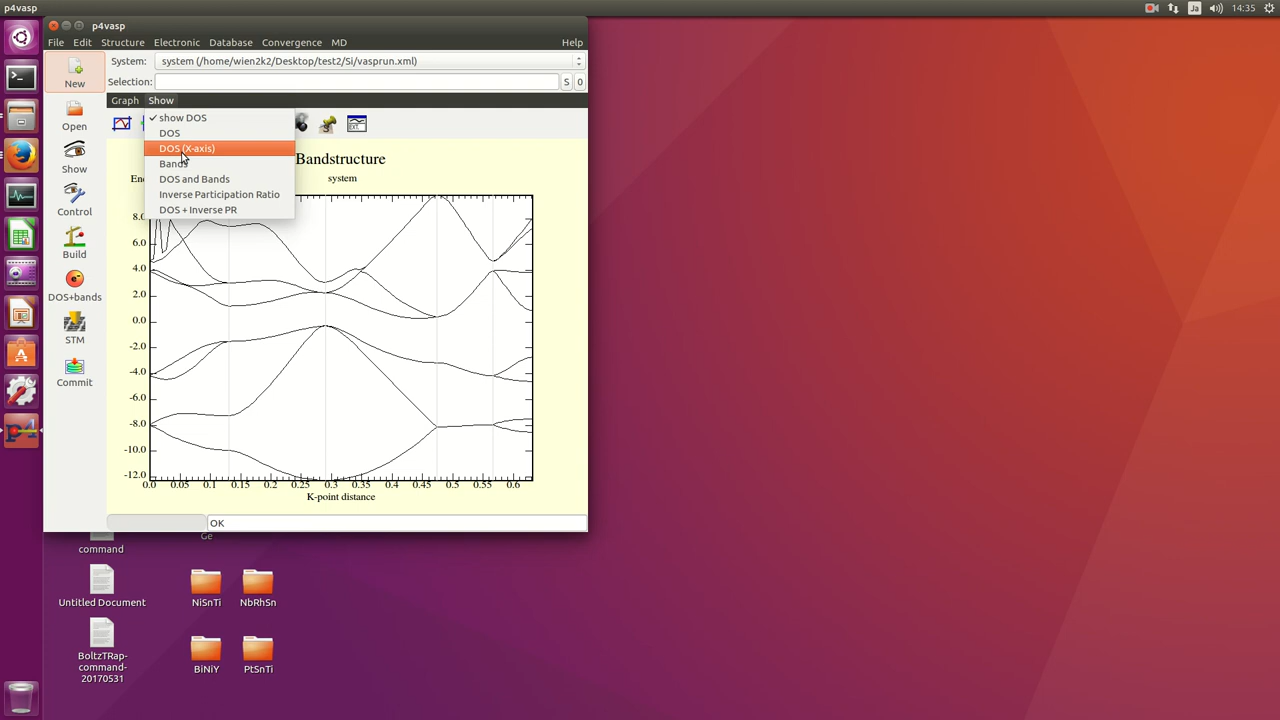 p4vasp
Ja
14:35
p4vasp
File Edit Structure Electronic Database Convergence MD Help
New
System: system (/home/wien2k2/Desktop/test2/Si/vasprun.xml)
Selection: S 0
Graph Show
Open
Show
Control
Build
DOS+bands
STM
Commit
show DOS
DOS
DOS (X-axis)
Bands
DOS and Bands
Inverse Participation Ratio
DOS + Inverse PR
EXT.
Bandstructure
system
8.0
6.0
4.0
2.0
0.0
-2.0
-4.0
-6.0
-8.0
-10.0
-12.0
0.0 0.05 0.1 0.15 0.2 0.25 0.3 0.35 0.4 0.45 0.5 0.55 0.6
K-point distance
OK
command
Ge
Untitled Document
NiSnTi
NbRhSn
BoltzTRap-
command-
20170531
BiNiY
PtSnTi